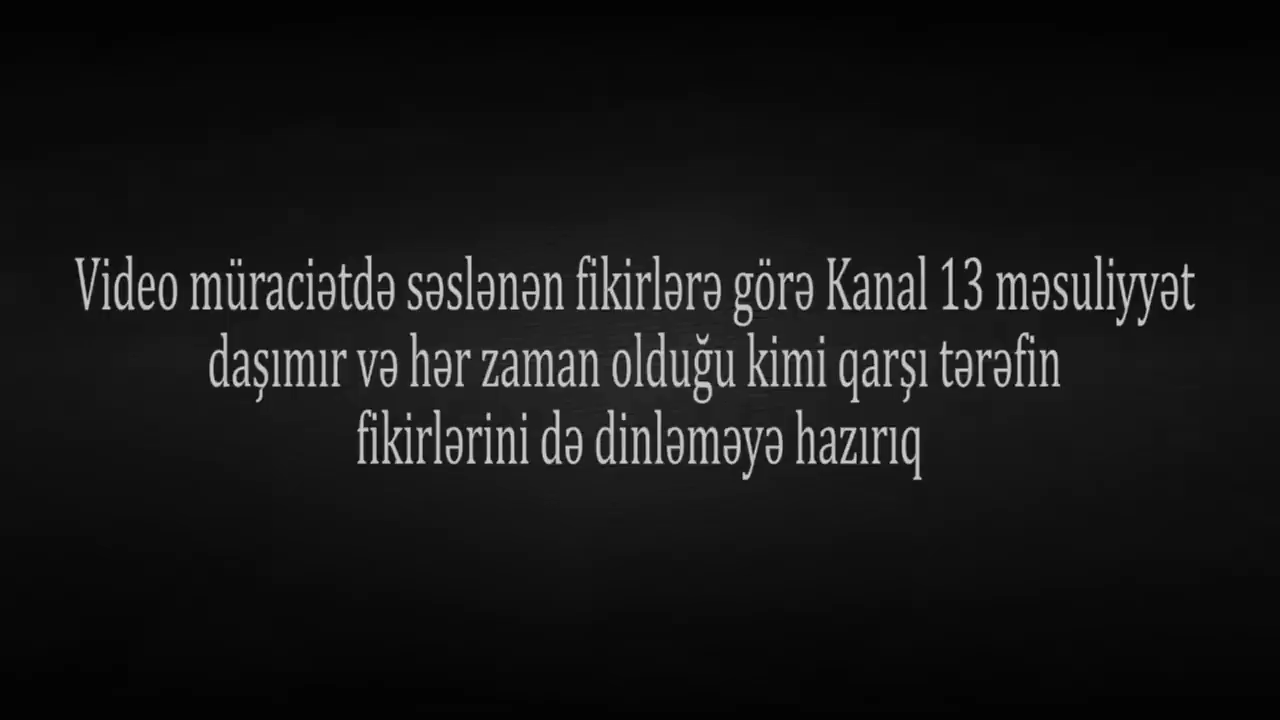 Video müraciətdə səslənən fikirlərə görə Kanal 13 məsuliyyət
daşımır və hər zaman olduğu kimi qarşı tərəfin
fikirlərini də dinləməyə hazırıq